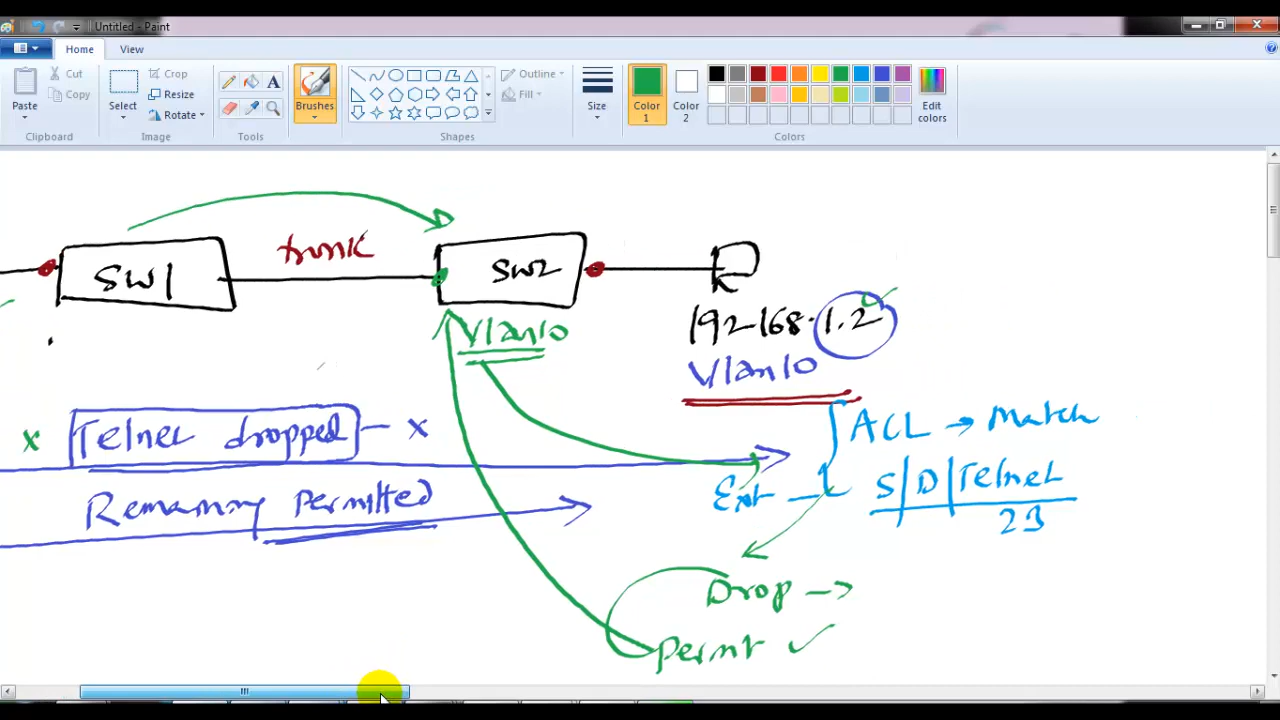 Untitled - Paint
Home View
Paste
Cut
Copy
Clipboard
Select
Crop
Resize
Rotate
Image
Tools
Brushes
Shapes
Outline
Fill
Size
Color 1
Color 2
Edit colors
Colors
trunk
SW1
SW2
Vlan10
192.168.1.2
Vlan10
x Telnet dropped - x
ACL → Match
Remaining permitted
Ext
S|D|Telnet
23
Drop →
permit ✓